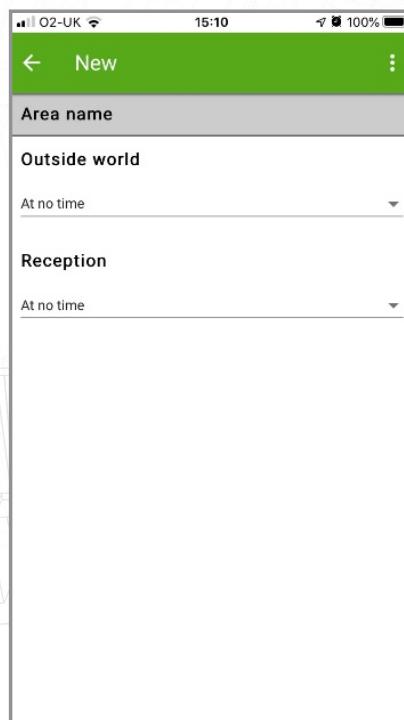 O2-UK 15:10 100%
New
Area name
Outside world
At no time
Reception
At no time